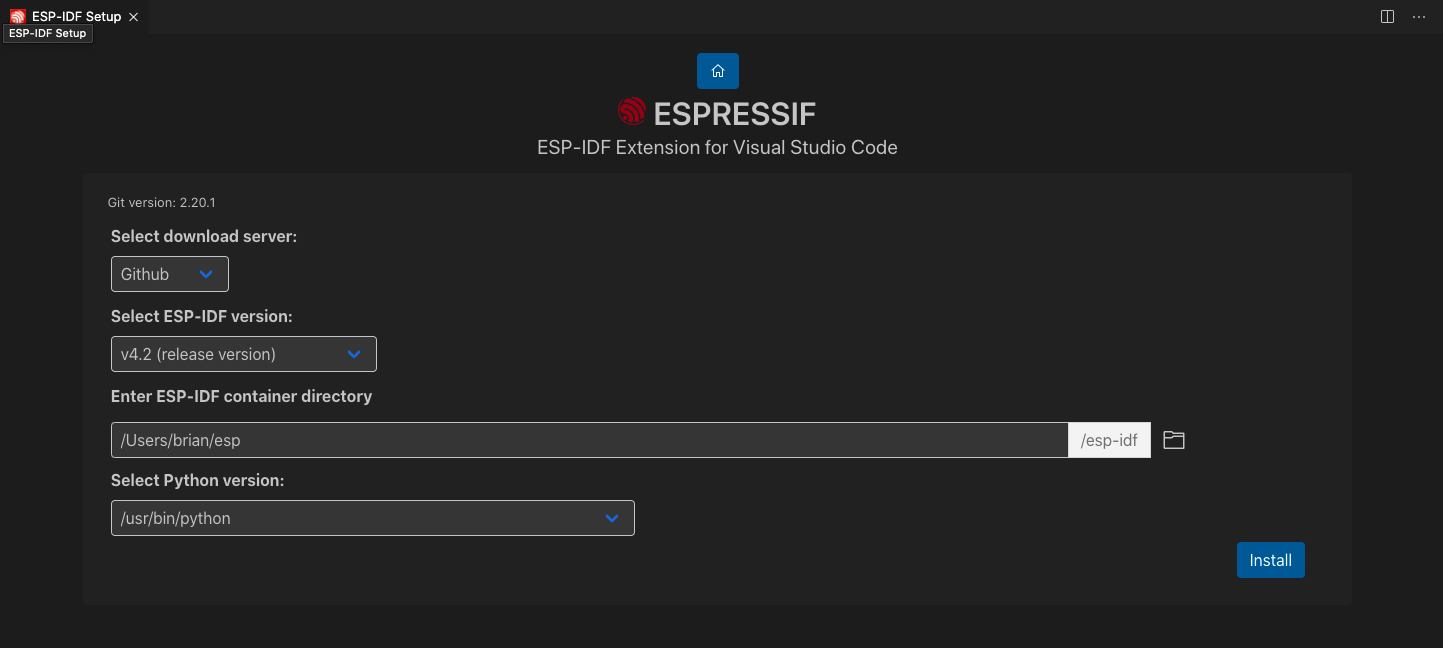 ESP-IDF Setup
ESP-IDF Setup
ESPRESSIF
ESP-IDF Extension for Visual Studio Code
Git version: 2.20.1
Select download server:
Github
Select ESP-IDF version:
v4.2 (release version)
Enter ESP-IDF container directory
/Users/brian/esp /esp-idf
Select Python version:
/usr/bin/python
Install